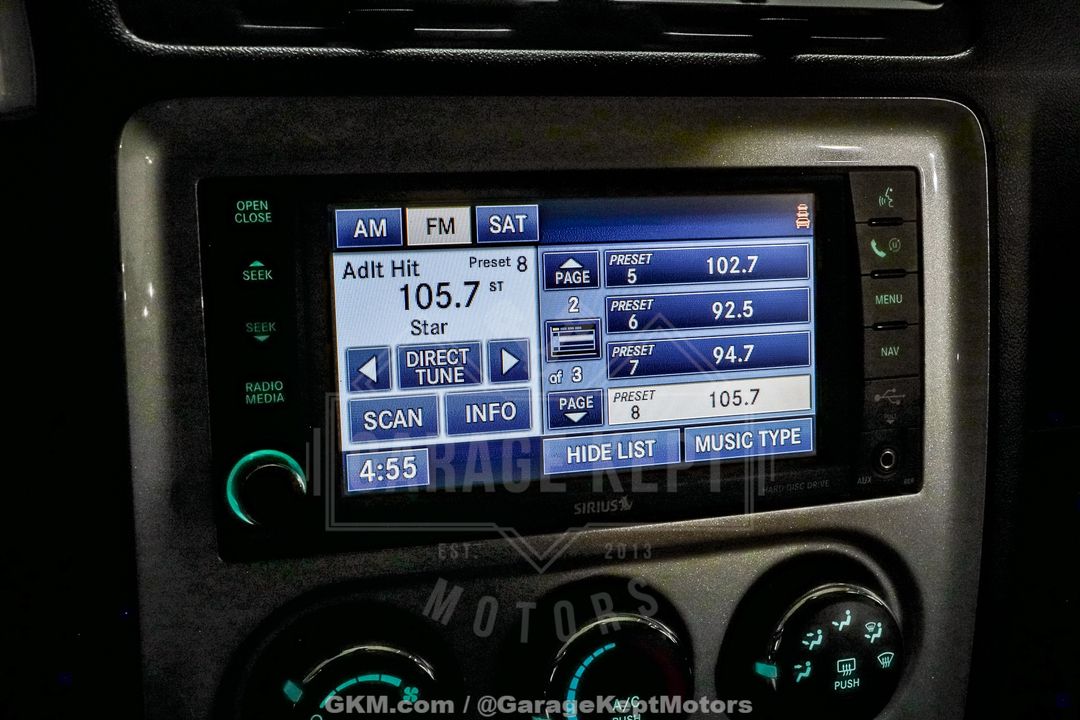 OPEN
CLOSE
SEEK
SEEK
RADIO
MEDIA
AM
FM
SAT
Adlt Hit
Preset 8
105.7 ST
Star
DIRECT
TUNE
SCAN
INFO
4:55
PAGE
2
of 3
PAGE
PRESET
5
102.7
PRESET
6
92.5
PRESET
7
94.7
PRESET
8
105.7
HIDE LIST
MUSIC TYPE
MENU
NAV
AUX
SIRIUS
HARD DISC DRIVE
GARAGE KEPT
EST. 2013
MOTORS
A/C
PUSH
PUSH
GKM.com / @GarageKeptMotors